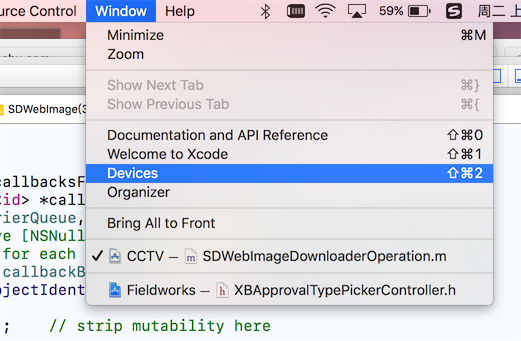 urce Control Window Help 59% S 周二 上
Minimize ⌘M
Zoom
Show Next Tab ⌘}
Show Previous Tab ⌘{
SDWebImage(3
Documentation and API Reference ⇧⌘0
Welcome to Xcode ⇧⌘1
Devices ⇧⌘2
Organizer
Bring All to Front
✓ CCTV — m SDWebImageDownloaderOperation.m
Fieldworks — h XBApprovalTypePickerController.h
callbacksF
id> *call
rierQueue,
ve [NSNull
for each
callbackB
bjectIdent
; // strip mutability here